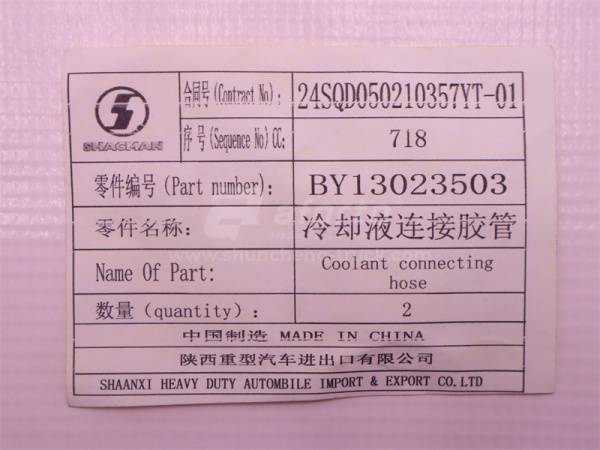 SHACMAN
合同号(Contract No): 24SQD050210357YT-01
序号(Sequence No) CC: 718
零件编号(Part number): BY13023503
零件名称: 冷却液连接胶管
Name Of Part: Coolant connecting
hose
数量(quantity): 2
中国制造 MADE IN CHINA
陕西重型汽车进出口有限公司
SHAANXI HEAVY DUTY AUTOMBILE IMPORT & EXPORT CO.LTD